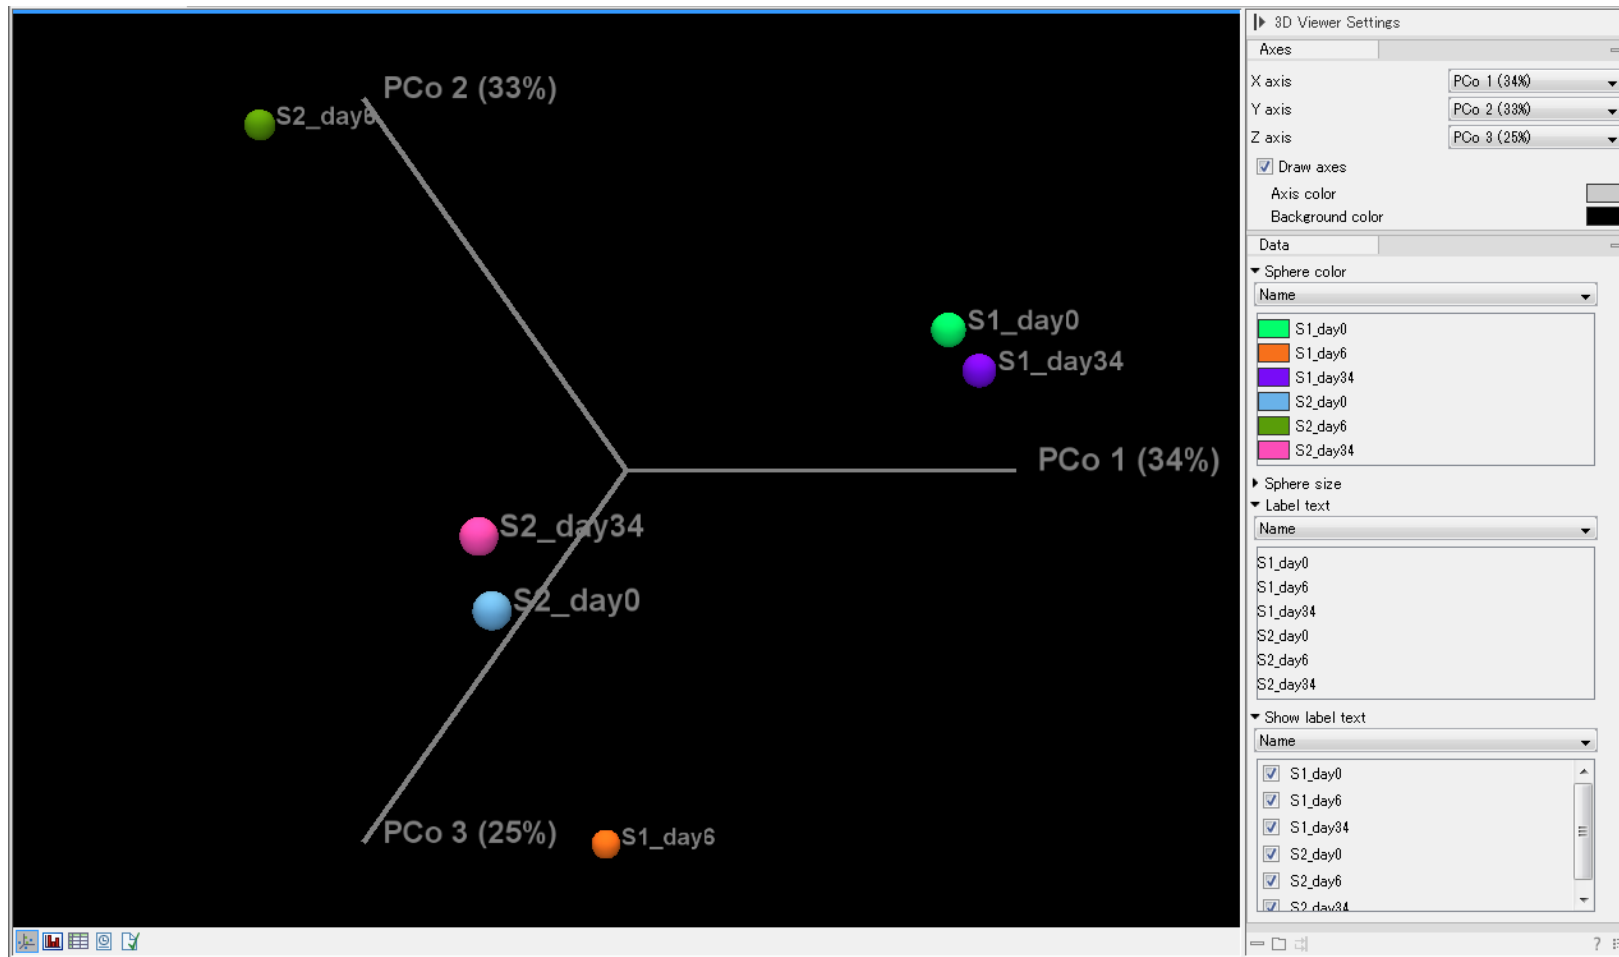 PCo 2 (33%)
S2_day6
S1_day0
S1_day34
PCo 1 (34%)
S2_day34
S2_day0
PCo 3 (25%)
S1_day6
3D Viewer Settings
Axes
X axis PCo 1 (34%)
Y axis PCo 2 (33%)
Z axis PCo 3 (25%)
Draw axes
Axis color
Background color
Data
Sphere color
Name
S1_day0
S1_day6
S1_day34
S2_day0
S2_day6
S2_day34
Sphere size
Label text
Name
S1_day0
S1_day6
S1_day34
S2_day0
S2_day6
S2_day34
Show label text
Name
S1_day0
S1_day6
S1_day34
S2_day0
S2_day6
S2_day34
?